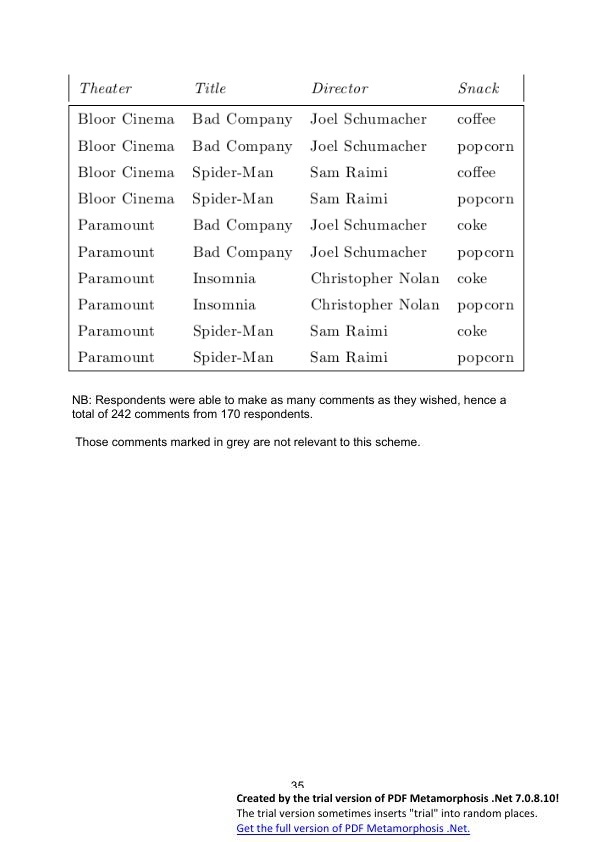 Theater Title Director Snack
Bloor Cinema Bad Company Joel Schumacher coffee
Bloor Cinema Bad Company Joel Schumacher popcorn
Bloor Cinema Spider-Man Sam Raimi coffee
Bloor Cinema Spider-Man Sam Raimi popcorn
Paramount Bad Company Joel Schumacher coke
Paramount Bad Company Joel Schumacher popcorn
Paramount Insomnia Christopher Nolan coke
Paramount Insomnia Christopher Nolan popcorn
Paramount Spider-Man Sam Raimi coke
Paramount Spider-Man Sam Raimi popcorn
NB: Respondents were able to make as many comments as they wished, hence a
total of 242 comments from 170 respondents.
Those comments marked in grey are not relevant to this scheme.
35
Created by the trial version of PDF Metamorphosis .Net 7.0.8.10!
The trial version sometimes inserts "trial" into random places.
Get the full version of PDF Metamorphosis .Net.